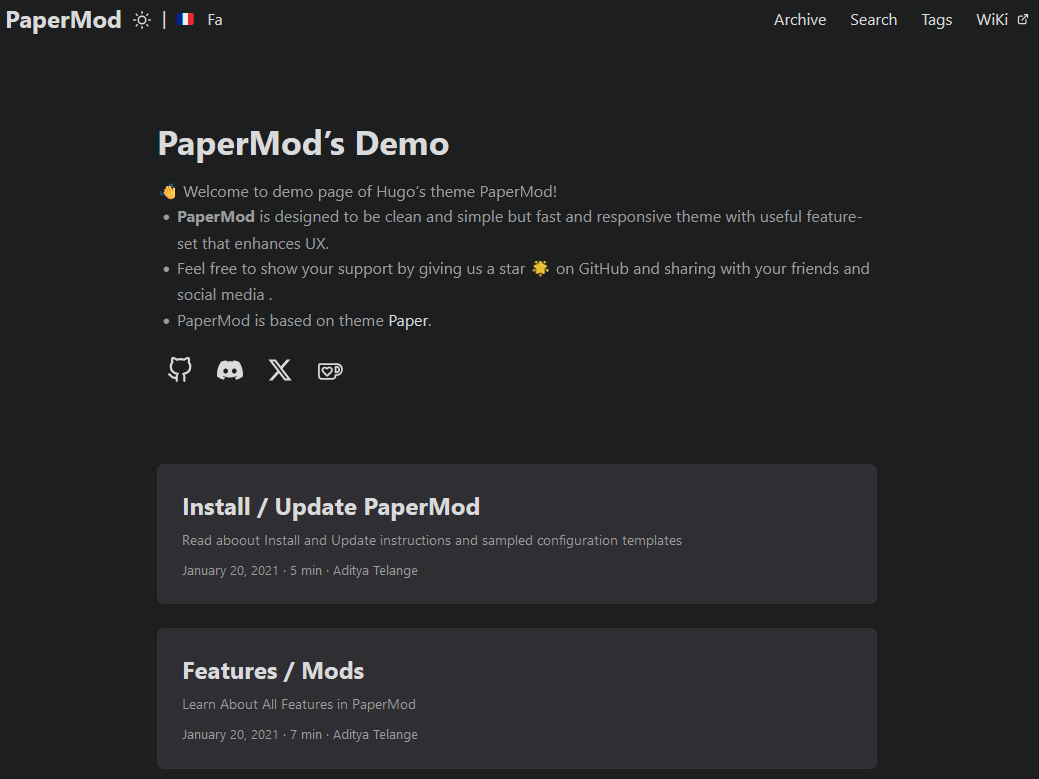 PaperMod | Fa Archive Search Tags WiKi
PaperMod’s Demo
👋 Welcome to demo page of Hugo’s theme PaperMod!
• PaperMod is designed to be clean and simple but fast and responsive theme with useful feature-
set that enhances UX.
• Feel free to show your support by giving us a star 🌟 on GitHub and sharing with your friends and
social media .
• PaperMod is based on theme Paper.
Install / Update PaperMod
Read aboout Install and Update instructions and sampled configuration templates
January 20, 2021 · 5 min · Aditya Telange
Features / Mods
Learn About All Features in PaperMod
January 20, 2021 · 7 min · Aditya Telange